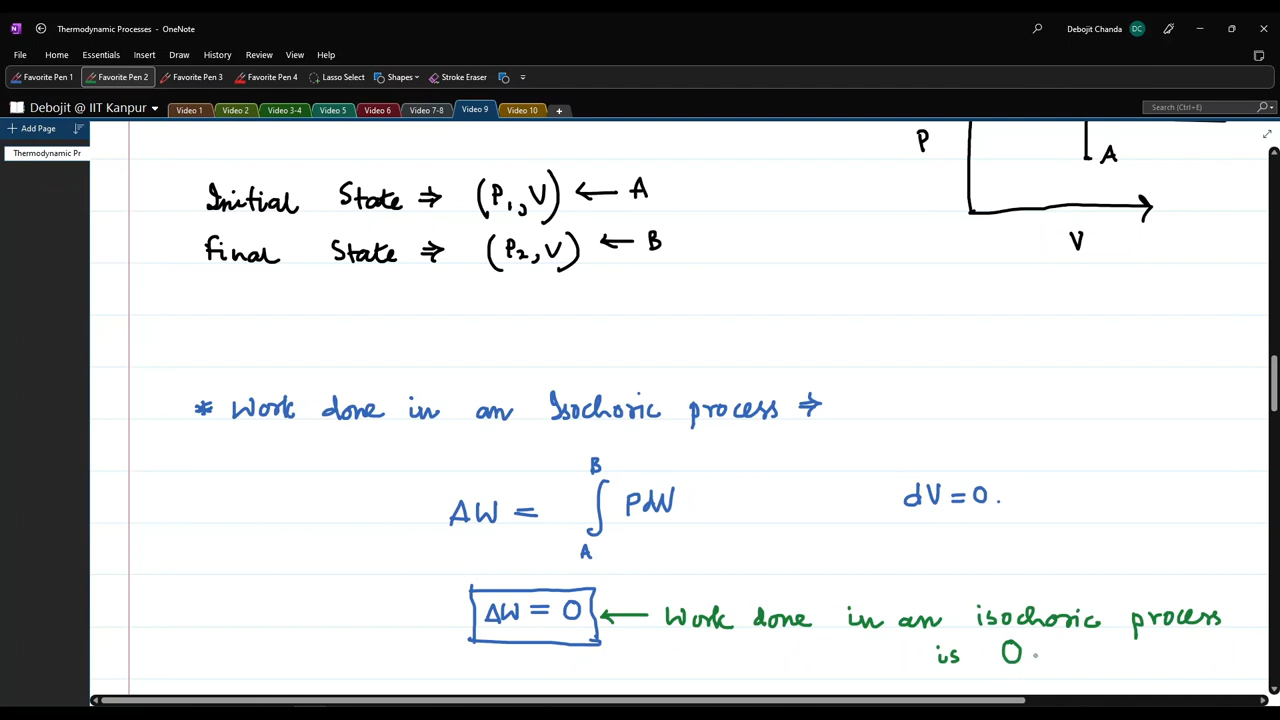 Thermodynamic Processes - OneNote
Debojit Chanda DC
File Home Essentials Insert Draw History Review View Help
Favorite Pen 1 Favorite Pen 2 Favorite Pen 3 Favorite Pen 4 Lasso Select Shapes Stroke Eraser
Debojit @ IIT Kanpur Video 1 Video 2 Video 3-4 Video 5 Video 6 Video 7-8 Video 9 Video 10 + Search (Ctrl+E)
+ Add Page
Thermodynamic Pr
P
A
V
Initial State ⇒ (P₁, V) ← A
final State ⇒ (P₂, V) ← B
* Work done in an Isochoric process ⇒
ΔW = ∫ₐᴮ PdV dV = 0.
ΔW = 0 ← Work done in an isochoric process
is 0.